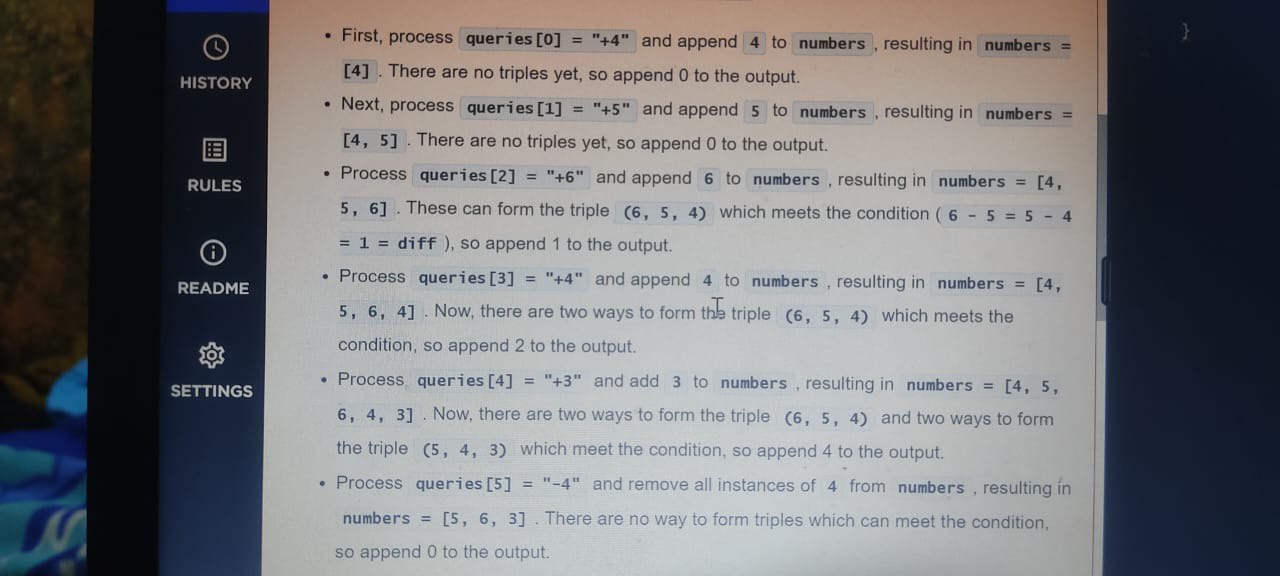 }
HISTORY
RULES
README
SETTINGS
• First, process queries[0] = "+4" and append 4 to numbers , resulting in numbers =
[4] . There are no triples yet, so append 0 to the output.
• Next, process queries[1] = "+5" and append 5 to numbers , resulting in numbers =
[4, 5] . There are no triples yet, so append 0 to the output.
• Process queries[2] = "+6" and append 6 to numbers , resulting in numbers = [4,
5, 6] . These can form the triple (6, 5, 4) which meets the condition ( 6 - 5 = 5 - 4
= 1 = diff ), so append 1 to the output.
• Process queries[3] = "+4" and append 4 to numbers , resulting in numbers = [4,
5, 6, 4] . Now, there are two ways to form the triple (6, 5, 4) which meets the
condition, so append 2 to the output.
• Process queries[4] = "+3" and add 3 to numbers , resulting in numbers = [4, 5,
6, 4, 3] . Now, there are two ways to form the triple (6, 5, 4) and two ways to form
the triple (5, 4, 3) which meet the condition, so append 4 to the output.
• Process queries[5] = "-4" and remove all instances of 4 from numbers , resulting in
numbers = [5, 6, 3] . There are no way to form triples which can meet the condition,
so append 0 to the output.